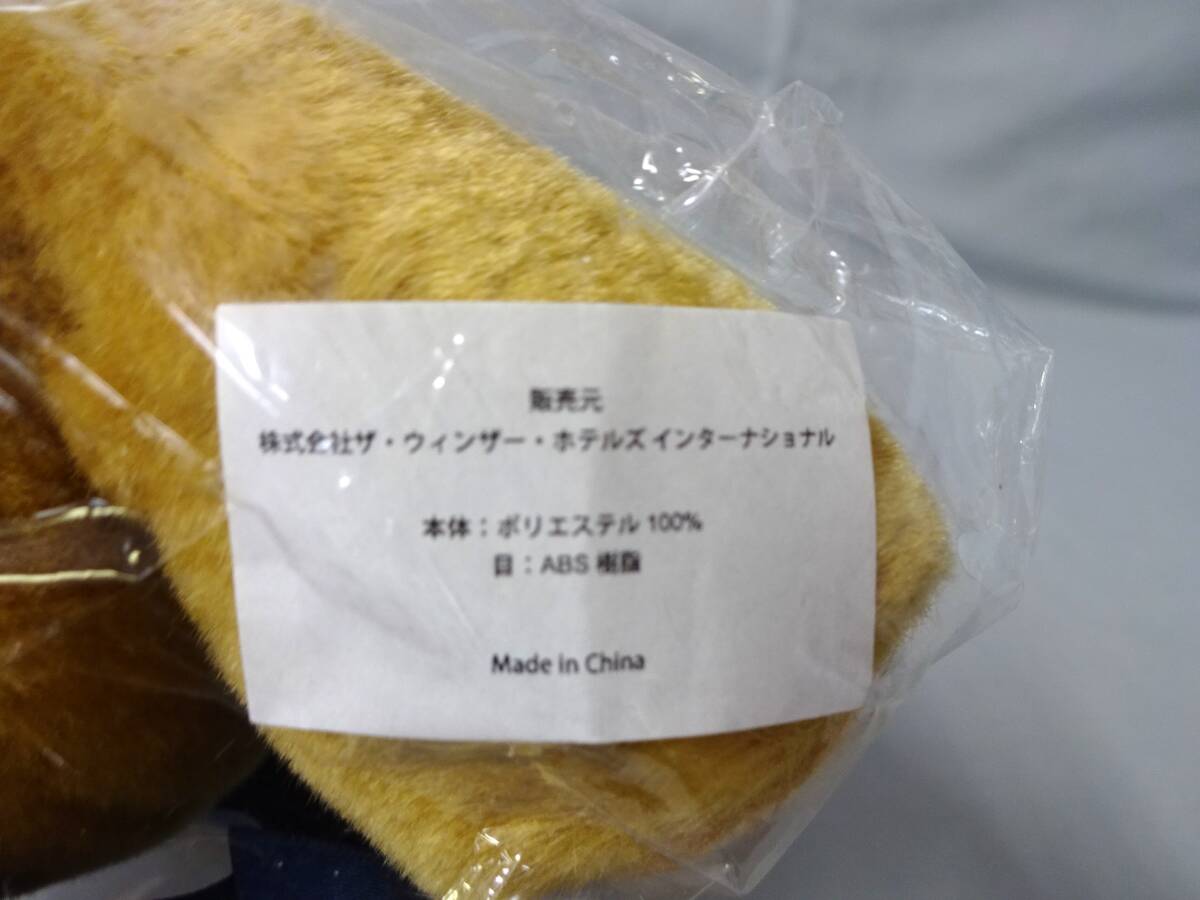 販売元
株式会社ザ・ウィンザー・ホテルズ インターナショナル
本体：ポリエステル 100%
目：ABS 樹脂
Made in China